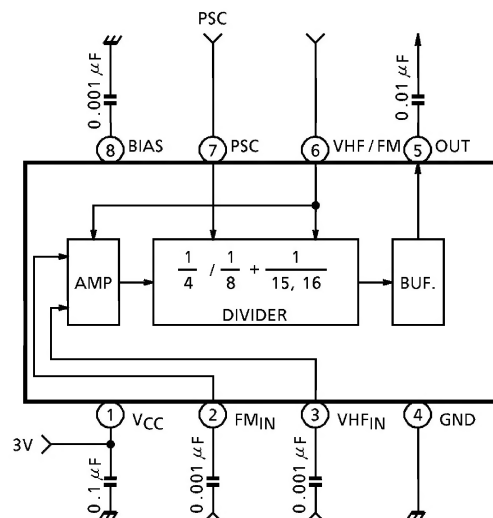 PSC
0.001 μF
0.01 μF
8 BIAS
7 PSC
6 VHF / FM
5 OUT
AMP
1/4 / 1/8 + 1/15, 16
DIVIDER
BUF.
1 VCC
2 FMIN
3 VHFIN
4 GND
3V
0.1 μF
0.001 μF
0.001 μF